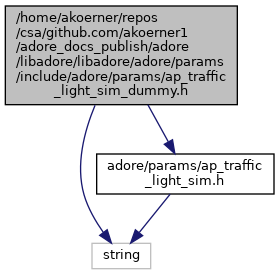 /home/akoerner/repos
/csa/github.com/akoerner1
/adore_docs_publish/adore
/libadore/libadore/adore/params
/include/adore/params/ap_traffic
_light_sim_dummy.h
adore/params/ap_traffic
_light_sim.h
string